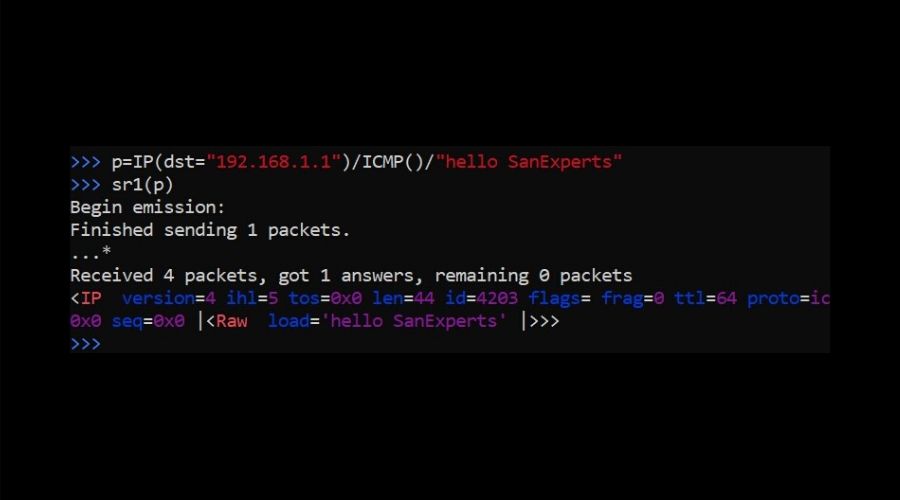 >>> p=IP(dst="192.168.1.1")/ICMP()/"hello SanExperts"
>>> sr1(p)
Begin emission:
Finished sending 1 packets.
...*
Received 4 packets, got 1 answers, remaining 0 packets
<IP  version=4 ihl=5 tos=0x0 len=44 id=4203 flags= frag=0 ttl=64 proto=ic
0x0 seq=0x0 |<Raw  load='hello SanExperts' |>>>
>>>